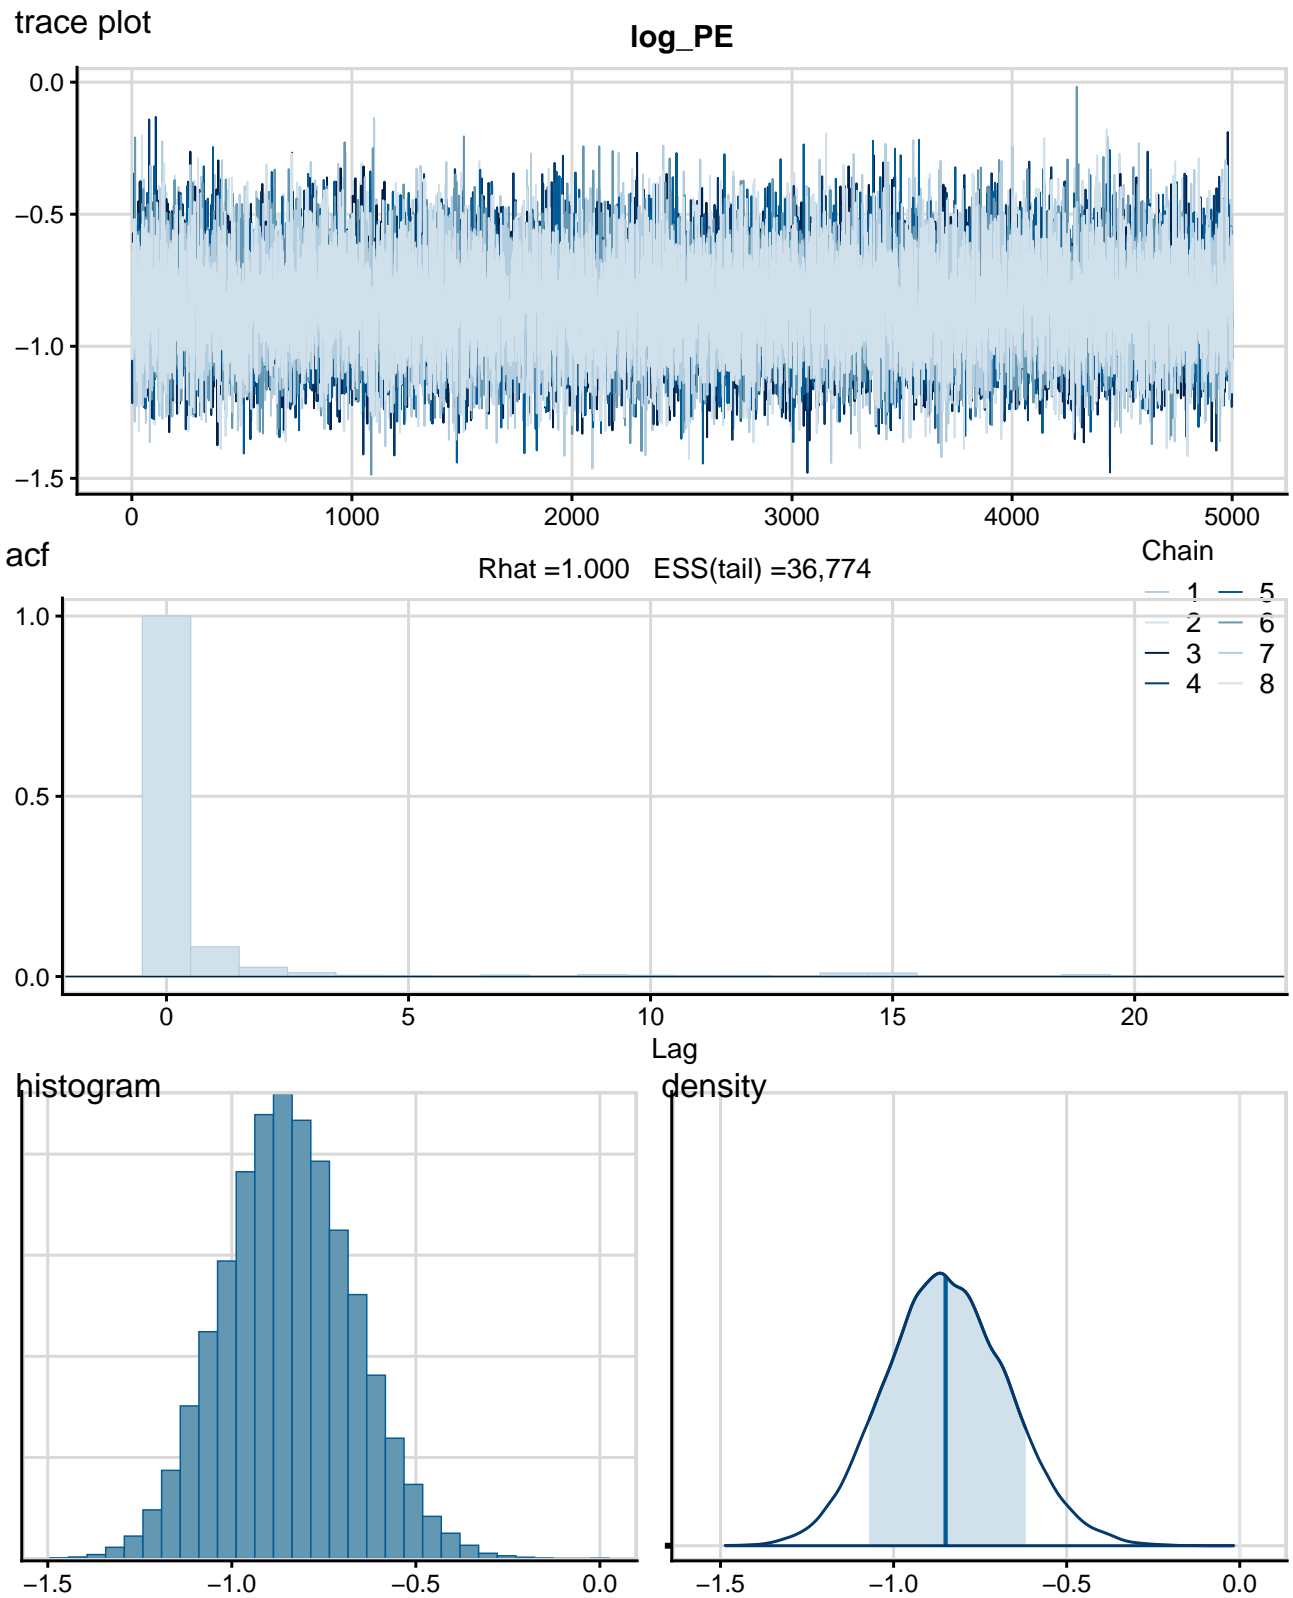 trace plot
log_PE
0.0
−0.5
−1.0
−1.5
0 1000 2000 3000 4000 5000
acf
Rhat =1.000 ESS(tail) =36,774
Chain
1 5
2 6
3 7
4 8
1.0
0.5
0.0
0 5 10 15 20
Lag
histogram
−1.5 −1.0 −0.5 0.0
density
−1.5 −1.0 −0.5 0.0